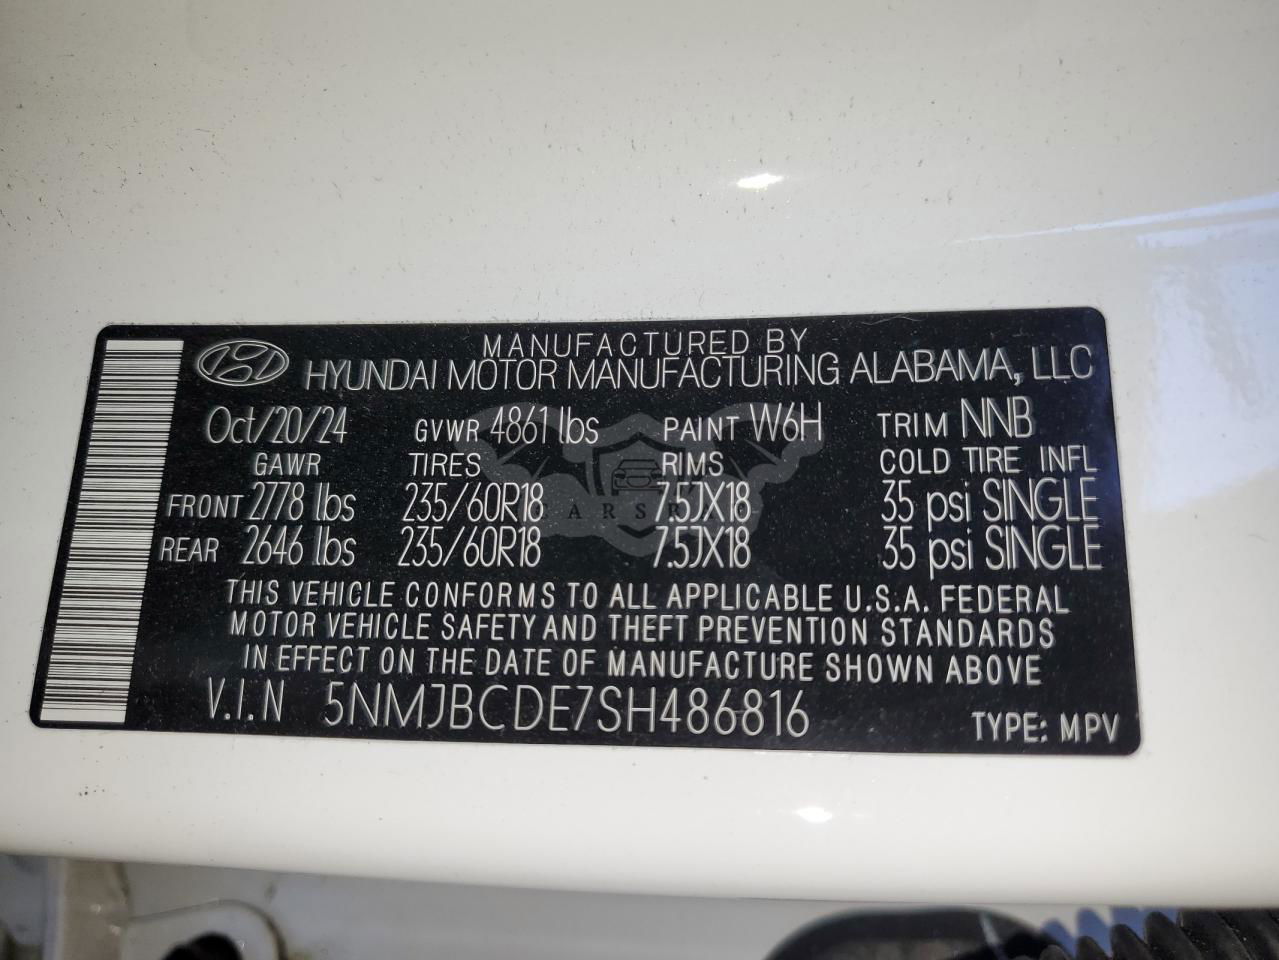 MANUFACTURED BY
HYUNDAI MOTOR MANUFACTURING ALABAMA, LLC
Oct/20/24 GVWR 4861 lbs PAINT W6H TRIM NNB
GAWR TIRES RIMS COLD TIRE INFL
FRONT 2778 lbs 235/60R18 7.5JX18 35 psi SINGLE
REAR 2646 lbs 235/60R18 7.5JX18 35 psi SINGLE
THIS VEHICLE CONFORMS TO ALL APPLICABLE U.S.A. FEDERAL
MOTOR VEHICLE SAFETY AND THEFT PREVENTION STANDARDS
IN EFFECT ON THE DATE OF MANUFACTURE SHOWN ABOVE
V.I.N 5NMJBCDE7SH486816 TYPE: MPV